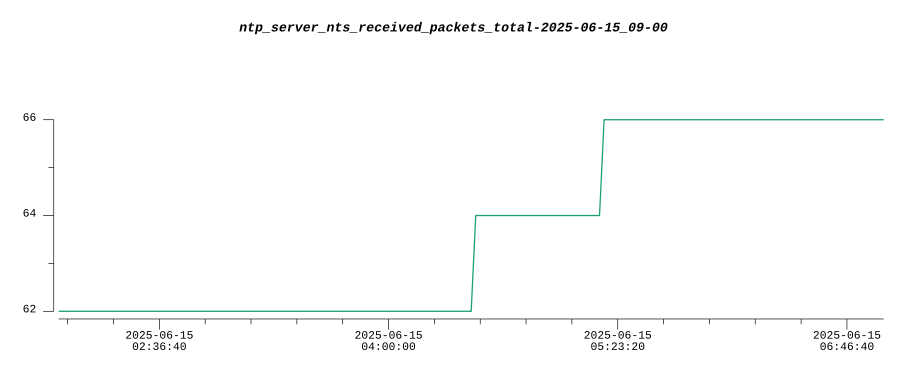 ntp_server_nts_received_packets_total-2025-06-15_09-00
66
64
62
2025-06-15 2025-06-15 2025-06-15 2025-06-15
02:36:40 04:00:00 05:23:20 06:46:40